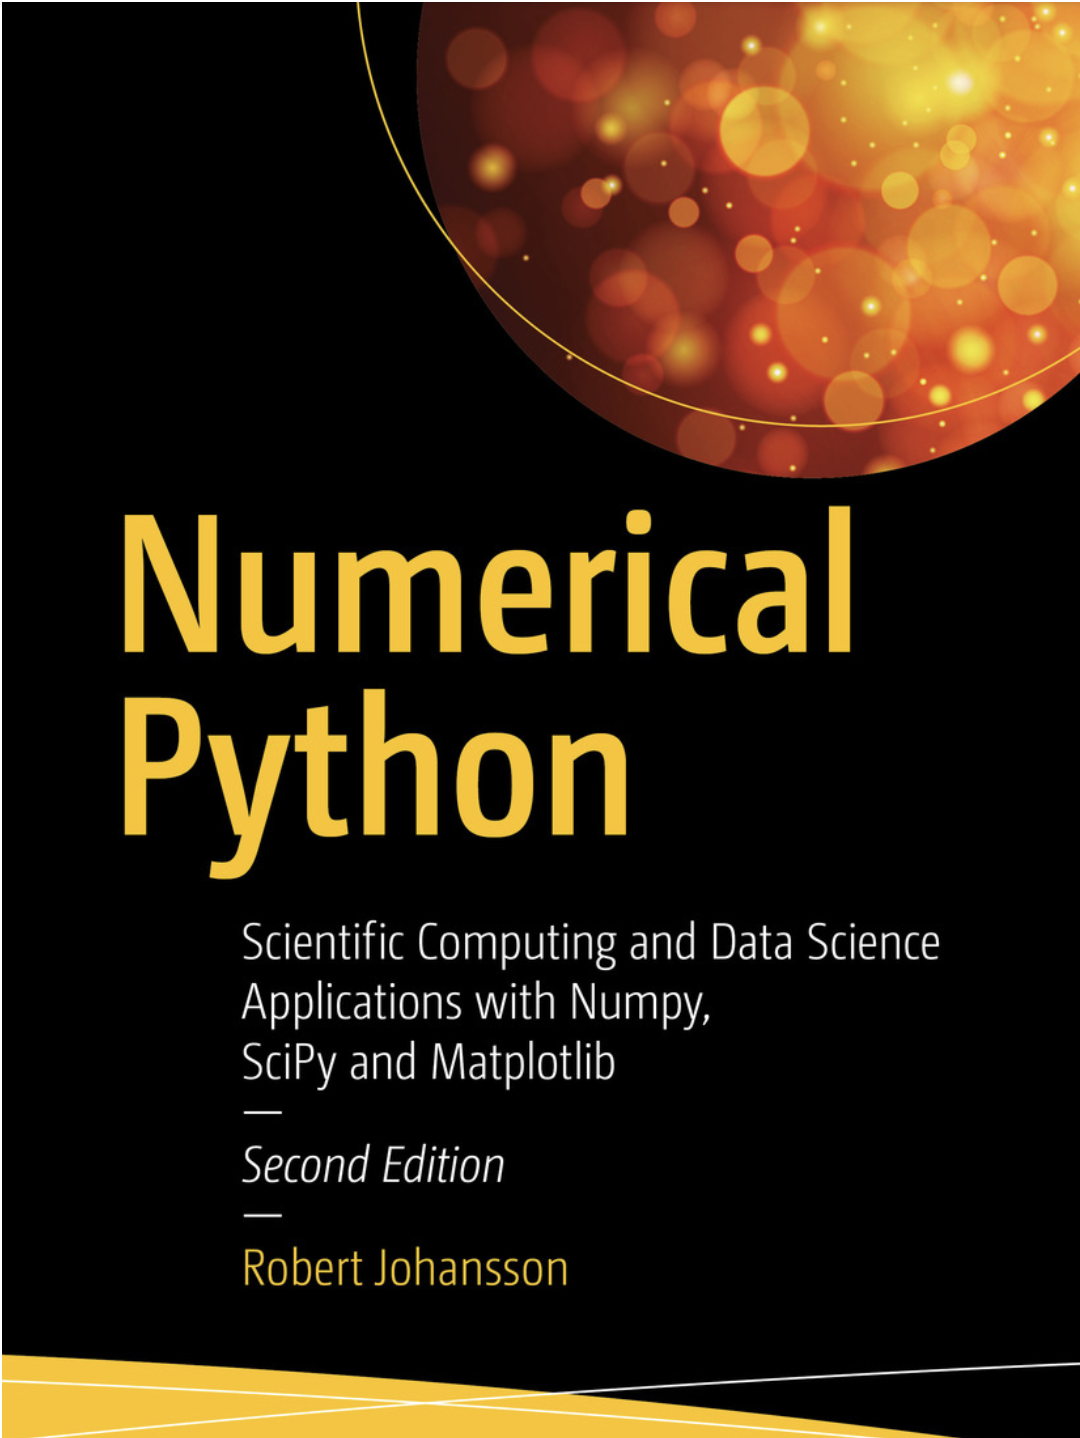 Numerical
Python
Scientific Computing and Data Science
Applications with Numpy,
SciPy and Matplotlib
—
Second Edition
—
Robert Johansson